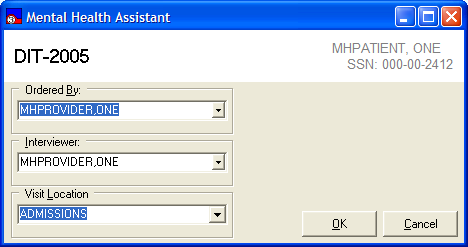 Mental Health Assistant
DIT-2005
MHPATIENT, ONE
SSN: 000-00-2412
Ordered By:
MHPROVIDER,ONE
Interviewer:
MHPROVIDER,ONE
Visit Location
ADMISSIONS
OK
Cancel